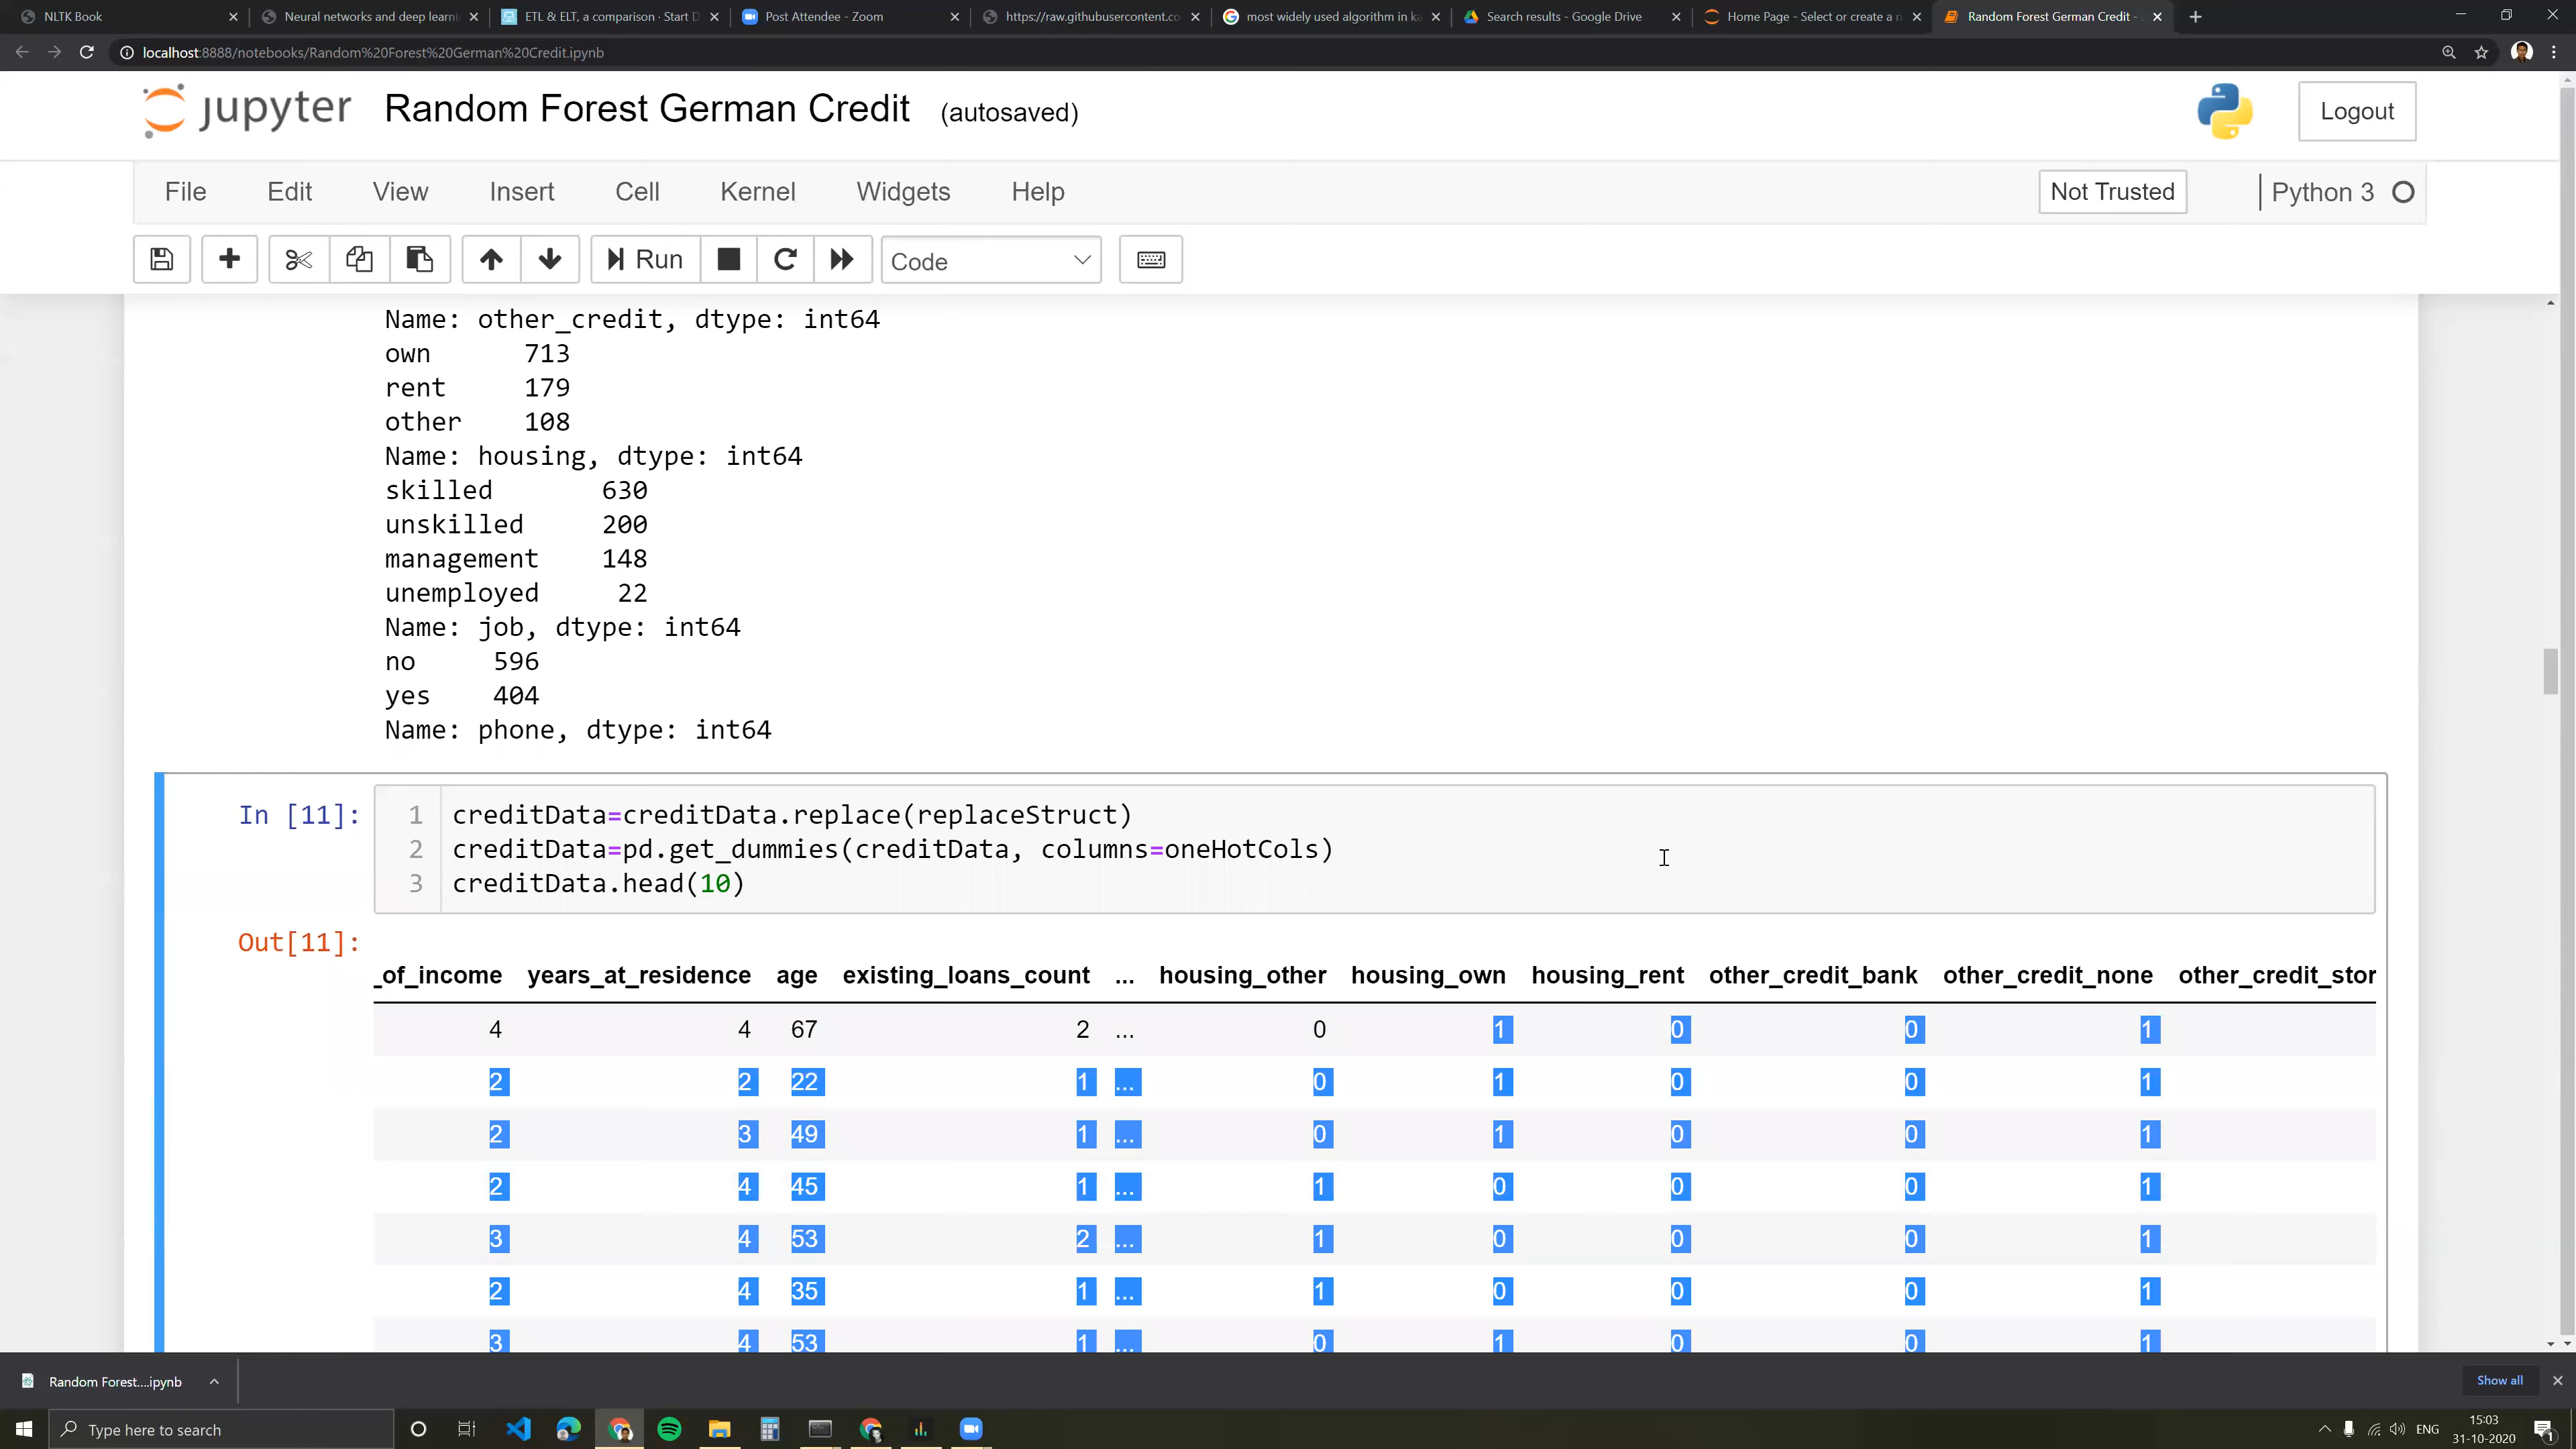 NLTK Book
Neural networks and deep learni
ETL & ELT, a comparison · Start D
Post Attendee - Zoom
https://raw.githubusercontent.co
most widely used algorithm in ka
Search results - Google Drive
Home Page - Select or create a n
Random Forest German Credit -
localhost:8888/notebooks/Random%20Forest%20German%20Credit.ipynb
jupyter Random Forest German Credit (autosaved)
Logout
File Edit View Insert Cell Kernel Widgets Help
Not Trusted
Python 3
Run
Code
Name: other_credit, dtype: int64
own 713
rent 179
other 108
Name: housing, dtype: int64
skilled 630
unskilled 200
management 148
unemployed 22
Name: job, dtype: int64
no 596
yes 404
Name: phone, dtype: int64
In [11]:
1 creditData=creditData.replace(replaceStruct)
2 creditData=pd.get_dummies(creditData, columns=oneHotCols)
3 creditData.head(10)
Out[11]:
_of_income years_at_residence age existing_loans_count ... housing_other housing_own housing_rent other_credit_bank other_credit_none other_credit_stor
4 4 67 2 ... 0 1 0 0 1
2 2 22 1 ... 0 1 0 0 1
2 3 49 1 ... 0 1 0 0 1
2 4 45 1 ... 1 0 0 0 1
3 4 53 2 ... 1 0 0 0 1
2 4 35 1 ... 1 0 0 0 1
3 4 53 1 ... 0 1 0 0 1
Random Forest....ipynb
Show all
Type here to search
ENG
15:03
31-10-2020
1